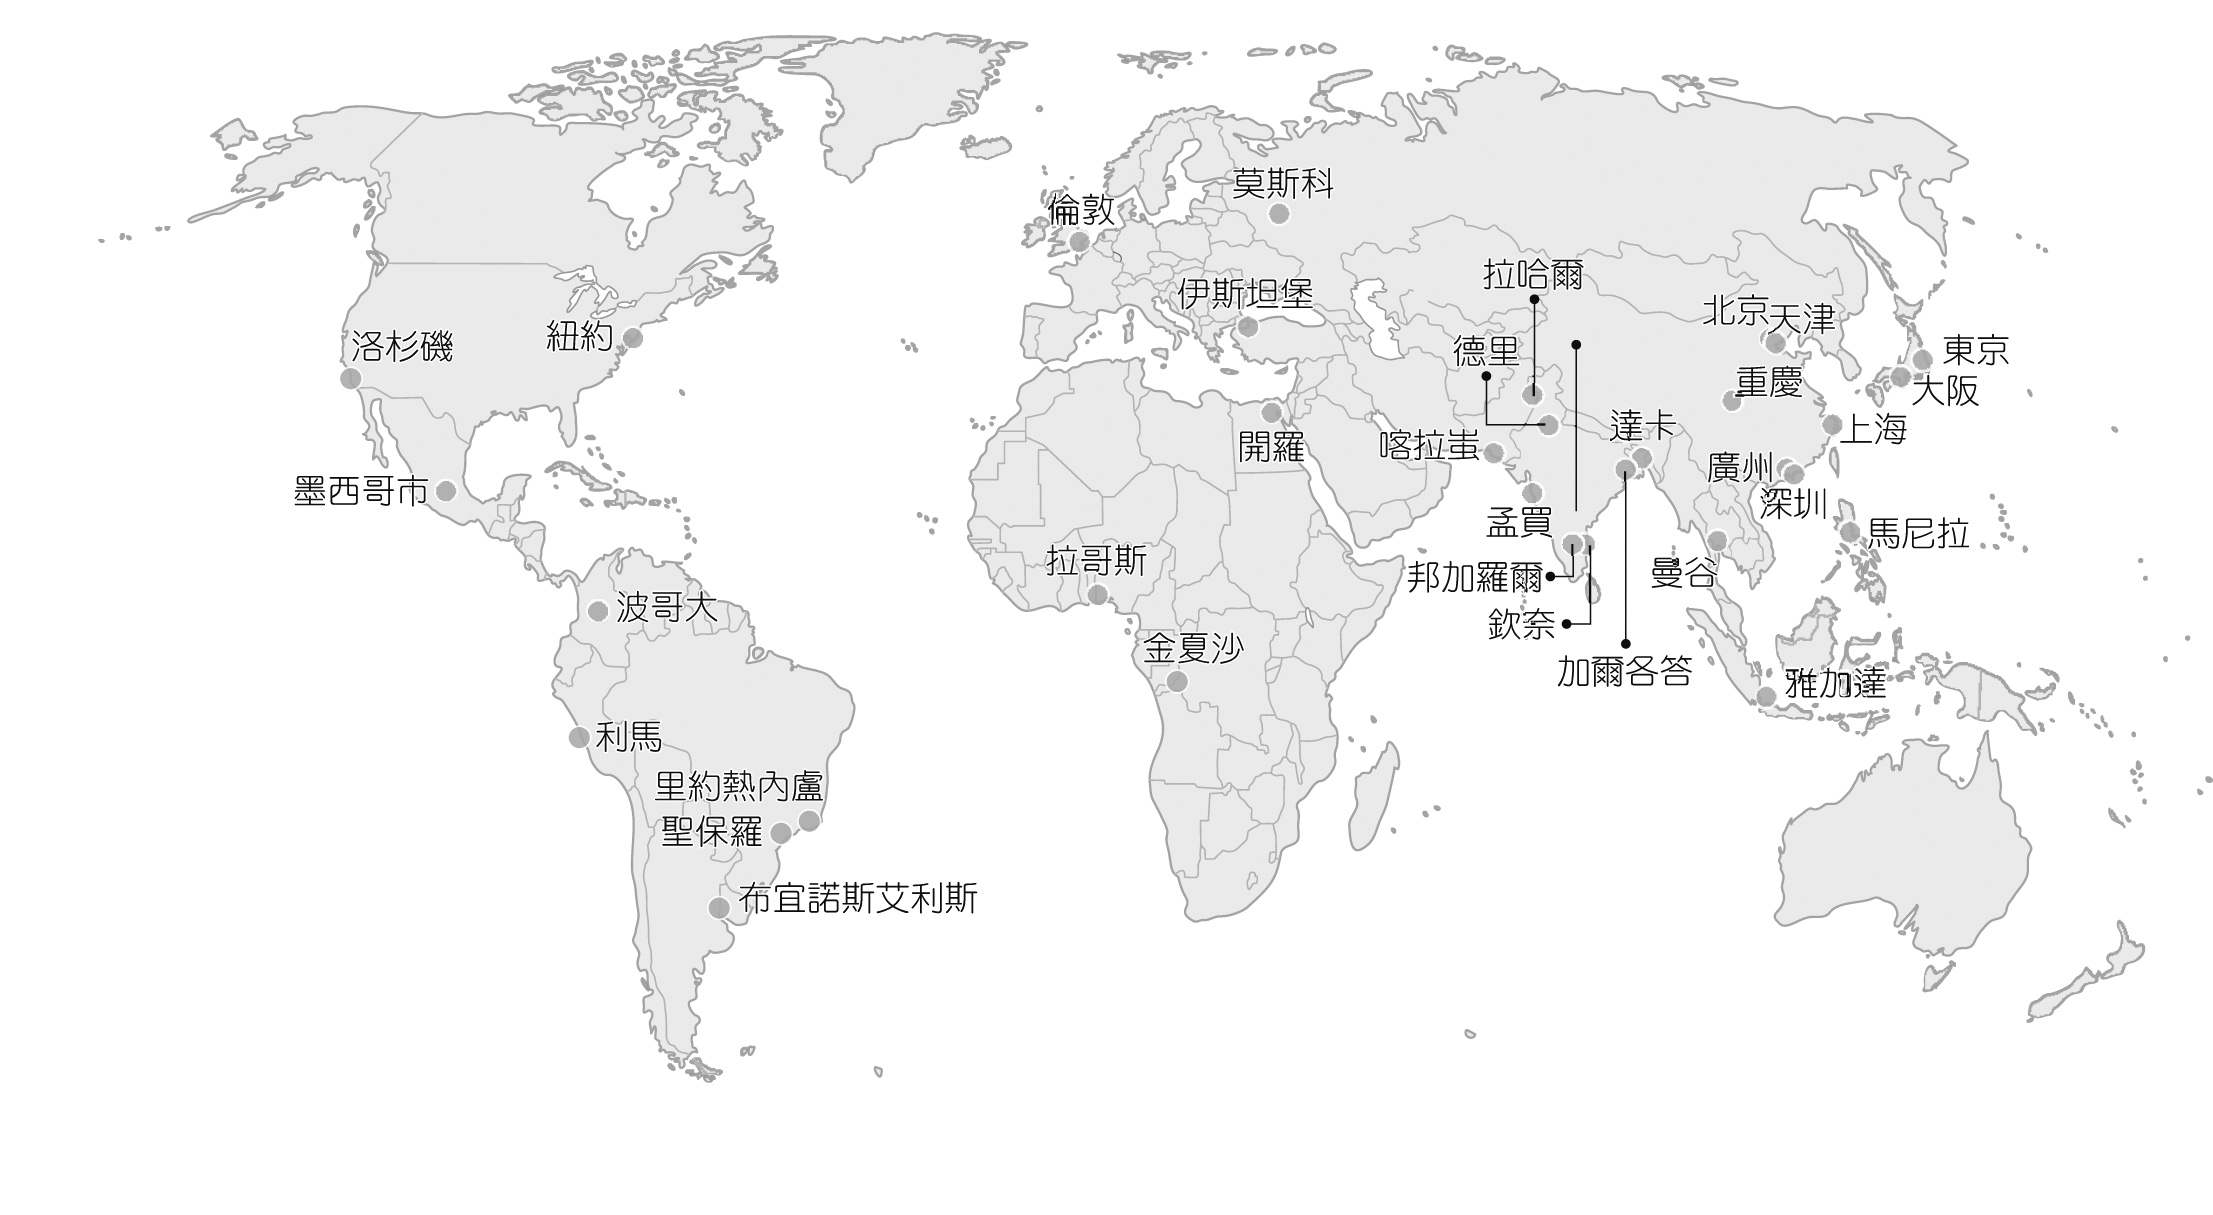 莫斯科
倫敦
拉哈爾
伊斯坦堡
北京
天津
紐約
洛杉磯
德里
東京
重慶
大阪
達卡
上海
開羅
喀拉蚩
廣州
墨西哥市
深圳
孟買
馬尼拉
拉哥斯
曼谷
邦加羅爾
波哥大
欽奈
金夏沙
加爾各答
雅加達
利馬
里約熱內盧
聖保羅
布宜諾斯艾利斯